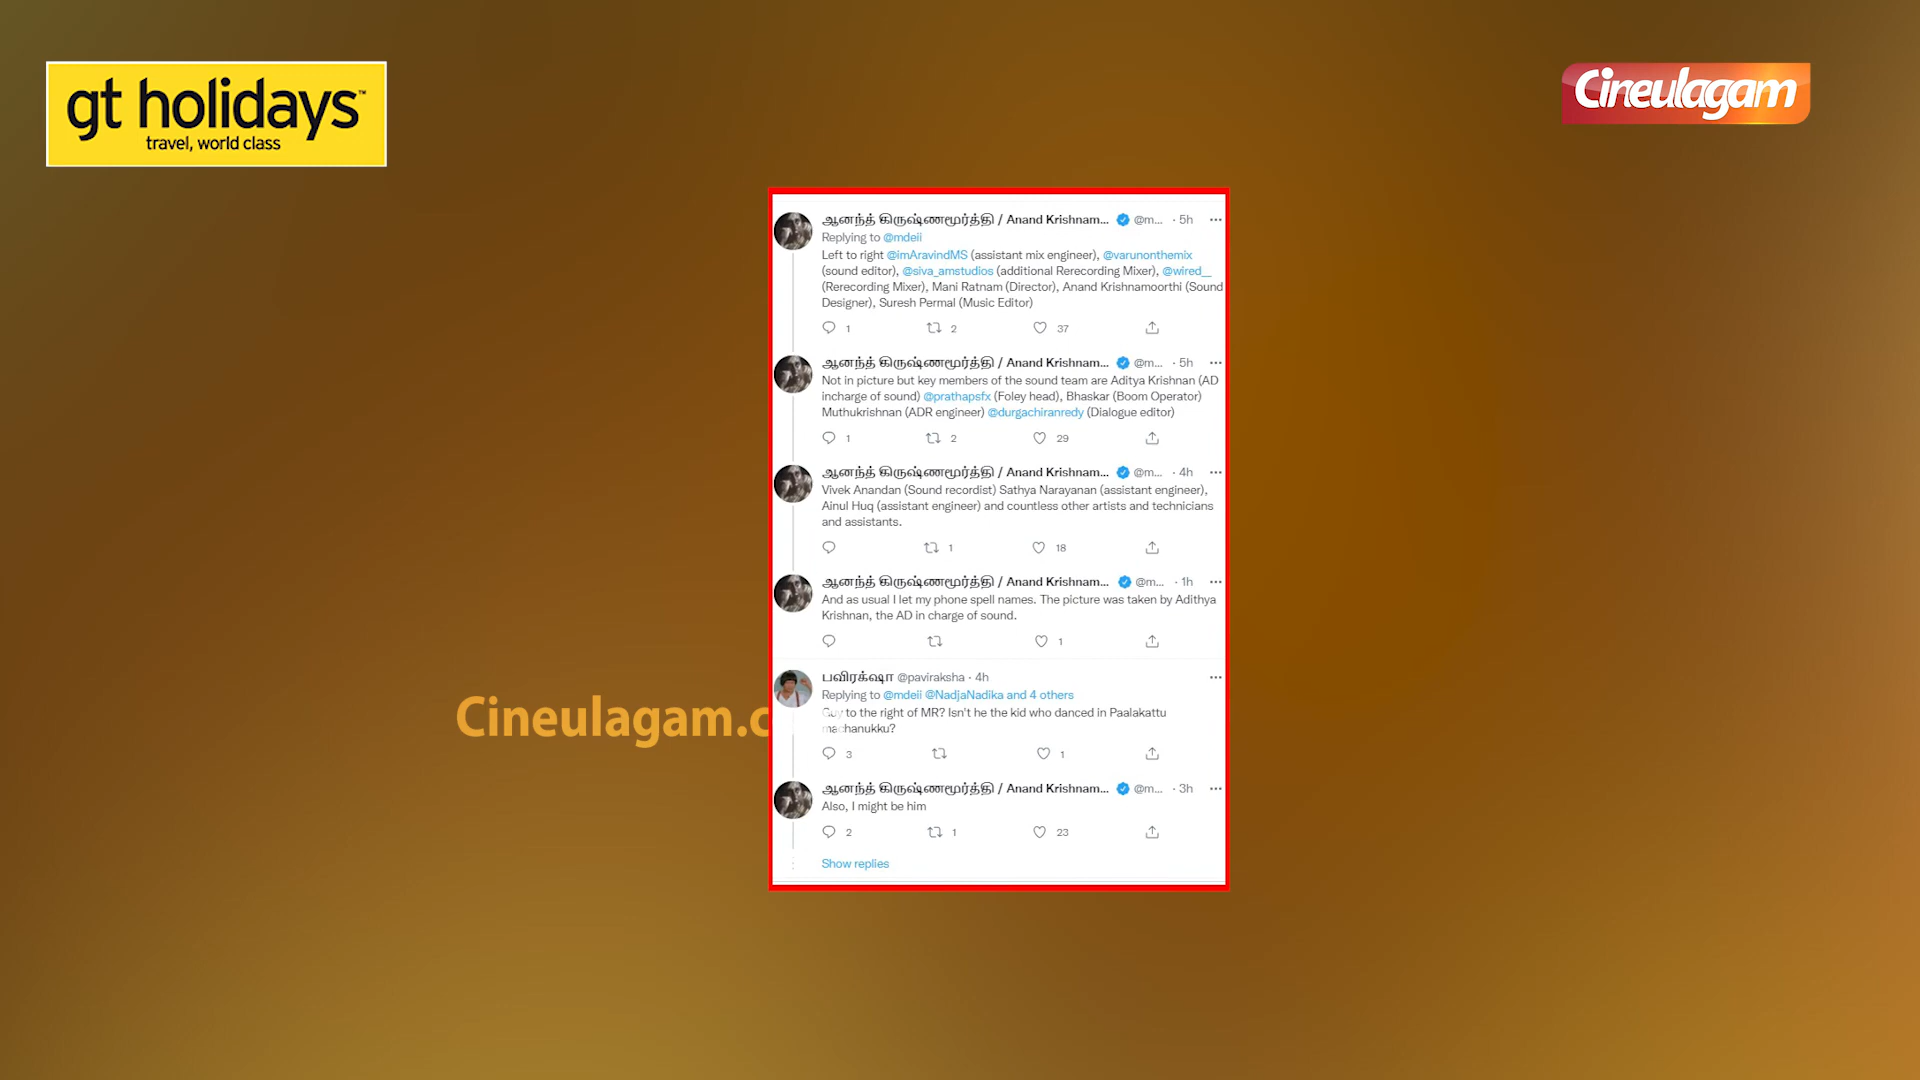 gt holidays™
travel, world class
Cineulagam
ஆனந்த் கிருஷ்ணமூர்த்தி / Anand Krishnam... @m... · 5h
Replying to @mdeii
Left to right @imAravindMS (assistant mix engineer), @varunonthemix
(sound editor), @siva_amstudios (additional Rerecording Mixer), @wired__
(Rerecording Mixer), Mani Ratnam (Director), Anand Krishnamoorthi (Sound
Designer), Suresh Permal (Music Editor)
1 2 37
ஆனந்த் கிருஷ்ணமூர்த்தி / Anand Krishnam... @m... · 5h
Not in picture but key members of the sound team are Aditya Krishnan (AD
incharge of sound) @prathapsfx (Foley head), Bhaskar (Boom Operator)
Muthukrishnan (ADR engineer) @durgachiranredy (Dialogue editor)
1 2 29
ஆனந்த் கிருஷ்ணமூர்த்தி / Anand Krishnam... @m... · 4h
Vivek Anandan (Sound recordist) Sathya Narayanan (assistant engineer),
Ainul Huq (assistant engineer) and countless other artists and technicians
and assistants.
1 18
ஆனந்த் கிருஷ்ணமூர்த்தி / Anand Krishnam... @m... · 1h
And as usual I let my phone spell names. The picture was taken by Adithya
Krishnan, the AD in charge of sound.
1
பவிரக்‌ஷா @paviraksha · 4h
Replying to @mdeii @NadjaNadika and 4 others
Guy to the right of MR? Isn't he the kid who danced in Paalakattu
machanukku?
3 1
Cineulagam.c
ஆனந்த் கிருஷ்ணமூர்த்தி / Anand Krishnam... @m... · 3h
Also, I might be him
2 1 23
Show replies